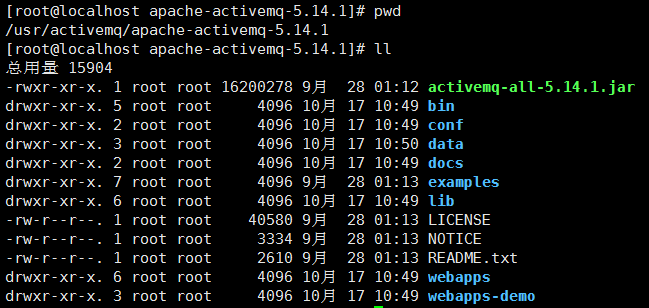 [root@localhost apache-activemq-5.14.1]# pwd
/usr/activemq/apache-activemq-5.14.1
[root@localhost apache-activemq-5.14.1]# ll
总用量 15904
-rwxr-xr-x. 1 root root 16200278 9月  28 01:12 activemq-all-5.14.1.jar
drwxr-xr-x. 5 root root     4096 10月 17 10:49 bin
drwxr-xr-x. 2 root root     4096 10月 17 10:49 conf
drwxr-xr-x. 3 root root     4096 10月 17 10:50 data
drwxr-xr-x. 2 root root     4096 10月 17 10:49 docs
drwxr-xr-x. 7 root root     4096 9月  28 01:13 examples
drwxr-xr-x. 6 root root     4096 10月 17 10:49 lib
-rw-r--r--. 1 root root    40580 9月  28 01:13 LICENSE
-rw-r--r--. 1 root root     3334 9月  28 01:13 NOTICE
-rw-r--r--. 1 root root     2610 9月  28 01:13 README.txt
drwxr-xr-x. 6 root root     4096 10月 17 10:49 webapps
drwxr-xr-x. 3 root root     4096 10月 17 10:49 webapps-demo